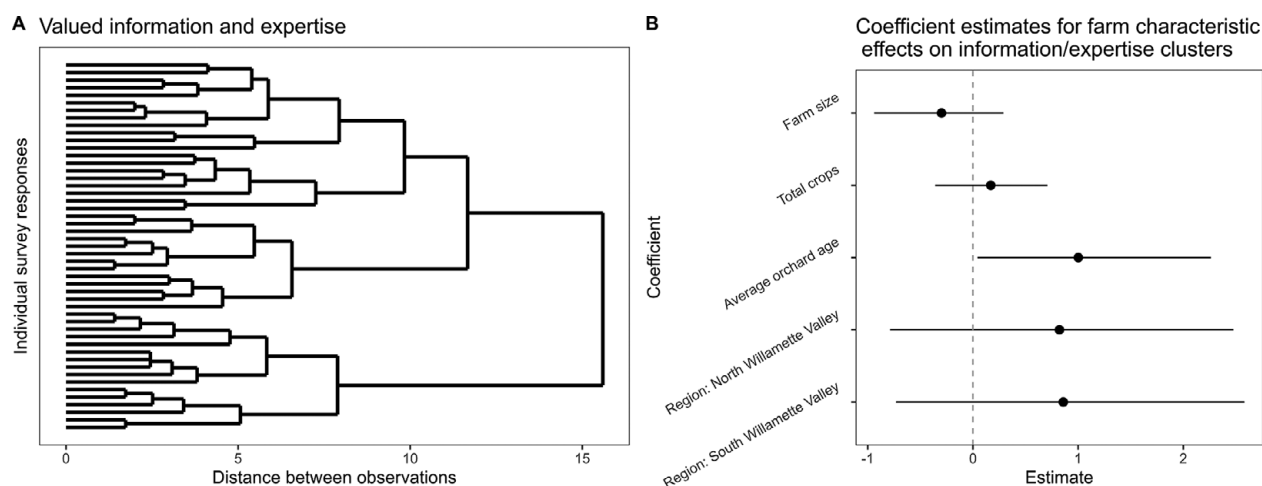 A Valued information and expertise
Individual survey responses
0 5 10 15
Distance between observations
B Coefficient estimates for farm characteristic
effects on information/expertise clusters
Coefficient
Farm size
Total crops
Average orchard age
Region: North Willamette Valley
Region: South Willamette Valley
-1 0 1 2
Estimate